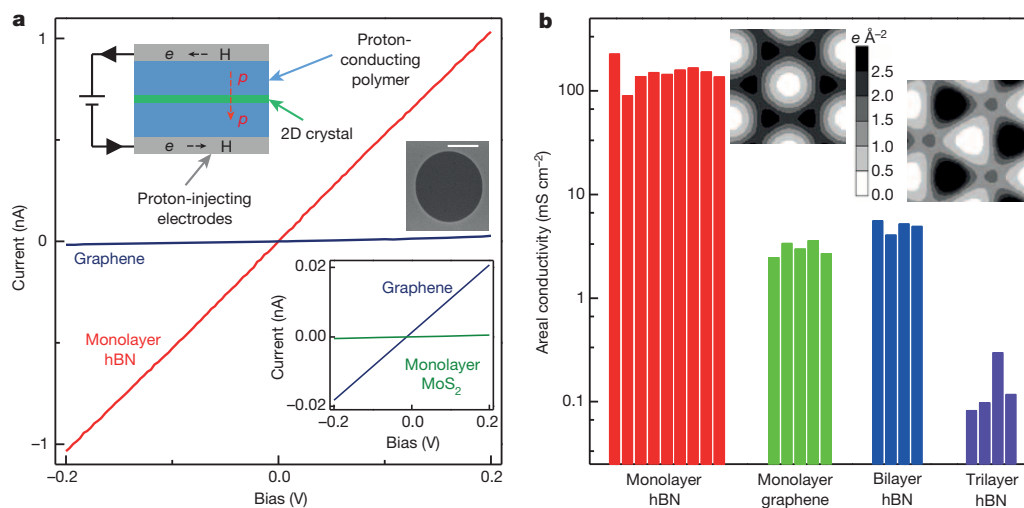 a
1
0
−1
Current (nA)
−0.2
0.0
0.2
Bias (V)
e
H
p
p
e
H
Proton-
conducting
polymer
2D crystal
Proton-injecting
electrodes
Graphene
Monolayer
hBN
0.02
0.00
−0.02
Current (nA)
Graphene
Monolayer
MoS2
−0.2
0.0
0.2
Bias (V)
b
100
10
1
0.1
Areal conductivity (mS cm−2)
e Å−2
2.5
2.0
1.5
1.0
0.5
0.0
Monolayer
hBN
Monolayer
graphene
Bilayer
hBN
Trilayer
hBN